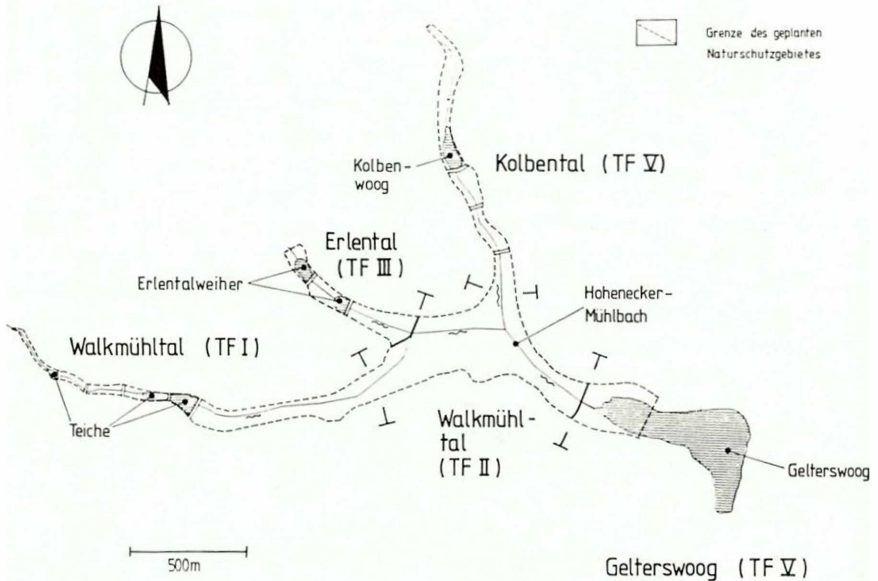 Grenze des geplanten
Naturschutzgebietes
Kolben-
woog
Kolbental (TF V)
Erlental
(TF III)
Erlentalweiher
Hohenecker-
Mühlbach
Walkmühltal (TF I)
Teiche
Walkmühl-
tal
(TF II)
Gelterswoog
500m
Gelterswoog (TF V)